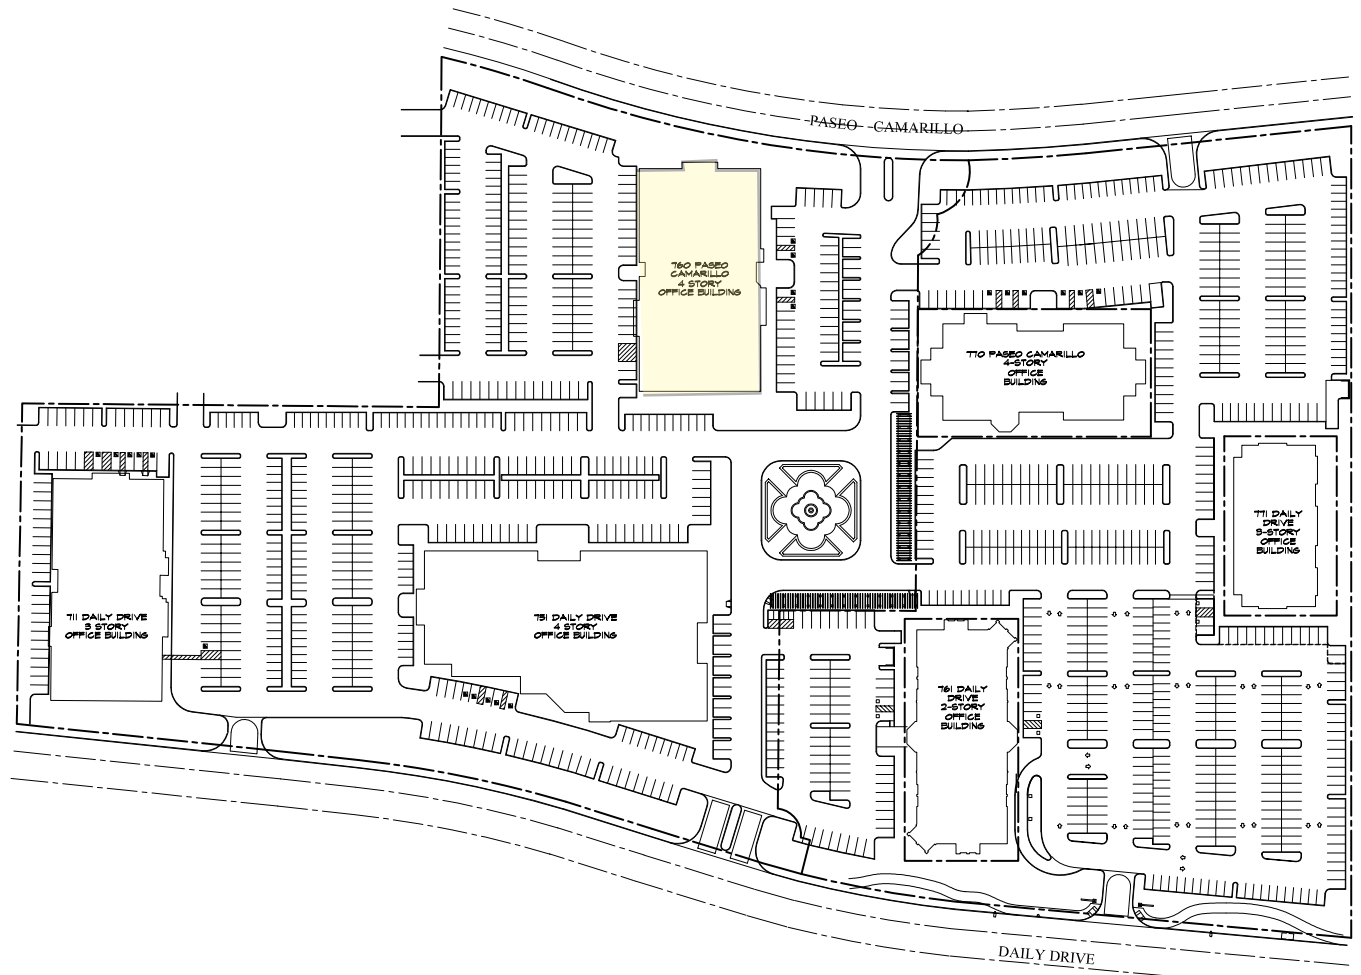 PASEO CAMARILLO
760 PASEO
CAMARILLO
4 STORY
OFFICE BUILDING
770 PASEO CAMARILLO
4-STORY
OFFICE
BUILDING
771 DAILY
DRIVE
3-STORY
OFFICE
BUILDING
711 DAILY DRIVE
3 STORY
OFFICE BUILDING
751 DAILY DRIVE
4 STORY
OFFICE BUILDING
761 DAILY
DRIVE
2-STORY
OFFICE
BUILDING
DAILY DRIVE